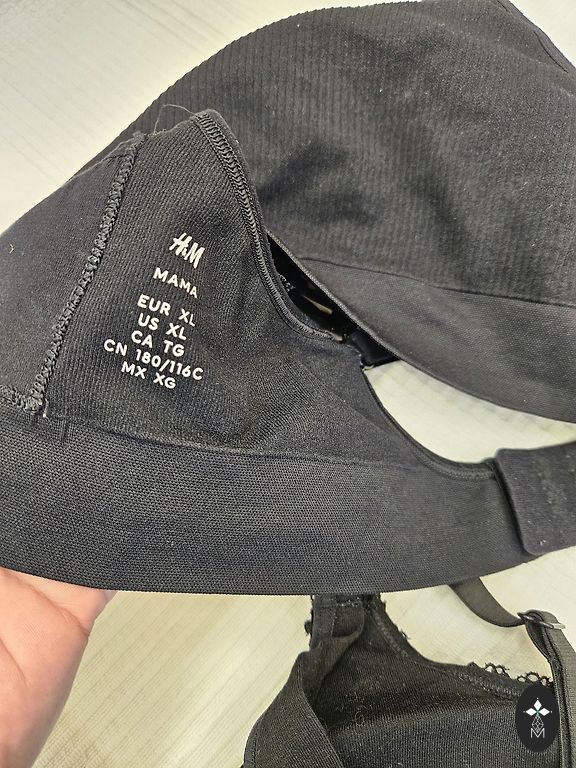 H&M
MAMA
EUR XL
US XL
CA TG
CN 180/116C
MX XG
M